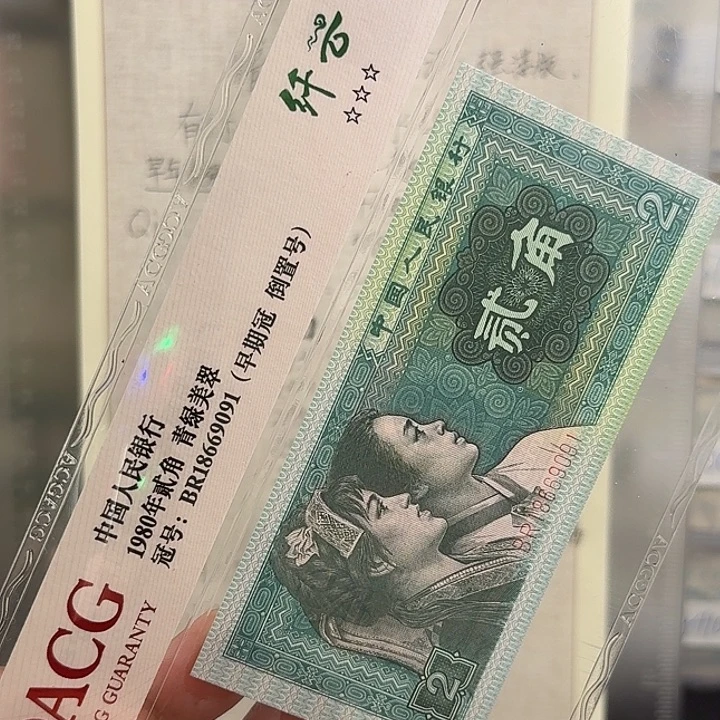 中国人民银行
1980年贰角 青绿美翠
冠号：BR18669091（早期冠 倒置号）
纤云
☆☆☆
ACG
G GUARANTY
中国人民银行
贰角
2
BR18669091
2
ACGACG